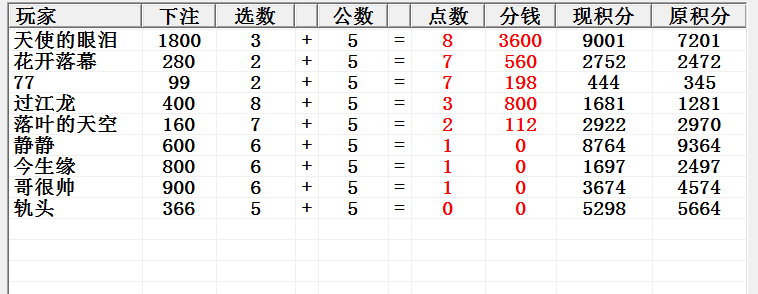 玩家 下注 选数 + 公数 = 点数 分钱 现积分 原积分
天使的眼泪 1800 3 + 5 = 8 3600 9001 7201
花开落幕 280 2 + 5 = 7 560 2752 2472
77 99 2 + 5 = 7 198 444 345
过江龙 400 8 + 5 = 3 800 1681 1281
落叶的天空 160 7 + 5 = 2 112 2922 2970
静静 600 6 + 5 = 1 0 8764 9364
今生缘 800 6 + 5 = 1 0 1697 2497
哥很帅 900 6 + 5 = 1 0 3674 4574
轨头 366 5 + 5 = 0 0 5298 5664